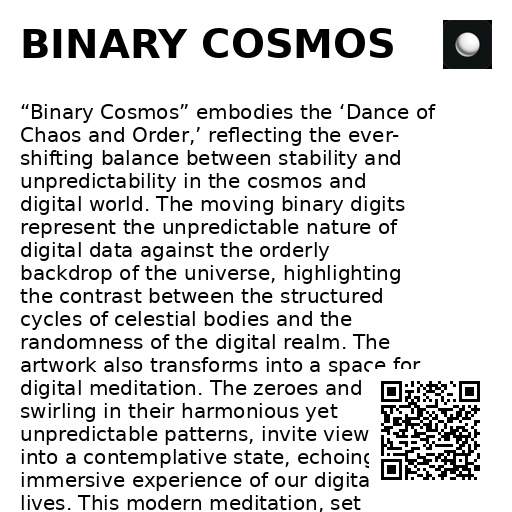 BINARY COSMOS
“Binary Cosmos” embodies the ‘Dance of
Chaos and Order,’ reflecting the ever-
shifting balance between stability and
unpredictability in the cosmos and
digital world. The moving binary digits
represent the unpredictable nature of
digital data against the orderly
backdrop of the universe, highlighting
the contrast between the structured
cycles of celestial bodies and the
randomness of the digital realm. The
artwork also transforms into a space for
digital meditation. The zeroes and
swirling in their harmonious yet
unpredictable patterns, invite view
into a contemplative state, echoing
immersive experience of our digita
lives. This modern meditation, set